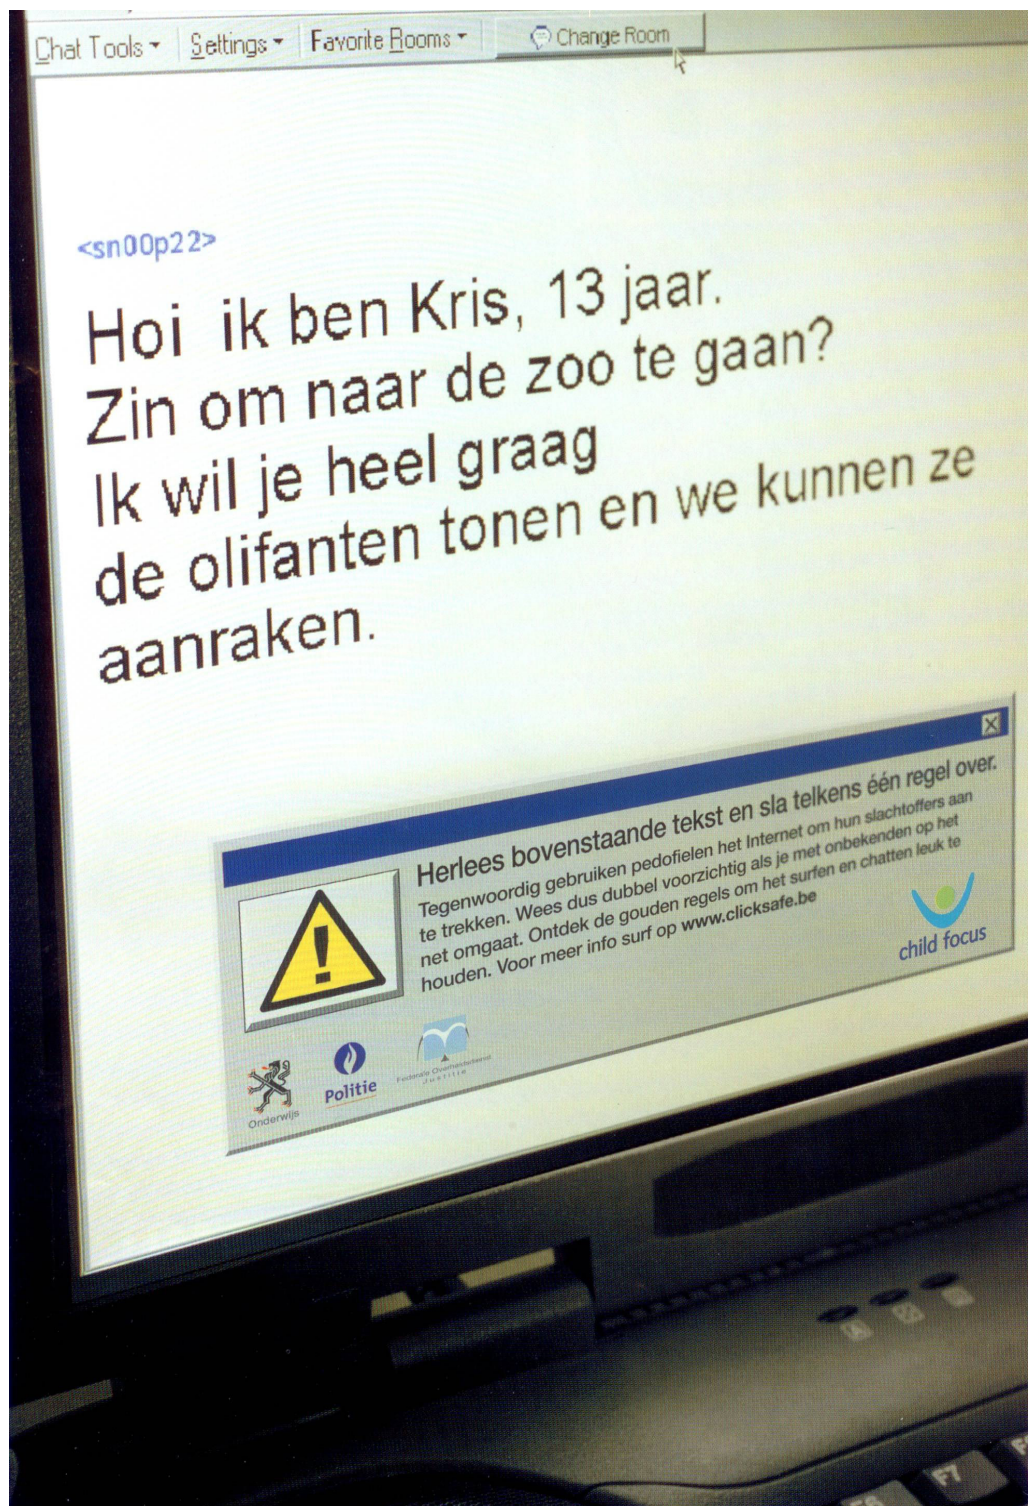 Chat Tools Settings Favorite Rooms Change Room
<sn00p22>
Hoi ik ben Kris, 13 jaar.
Zin om naar de zoo te gaan?
Ik wil je heel graag
de olifanten tonen en we kunnen ze
aanraken.
Herlees bovenstaande tekst en sla telkens één regel over.
Tegenwoordig gebruiken pedofielen het Internet om hun slachtoffers aan
te trekken. Wees dus dubbel voorzichtig als je met onbekenden op het
net omgaat. Ontdek de gouden regels om het surfen en chatten leuk te
houden. Voor meer info surf op www.clicksafe.be
child focus
Onderwijs
Politie
Federale Overheidsdienst
Justitie
F7